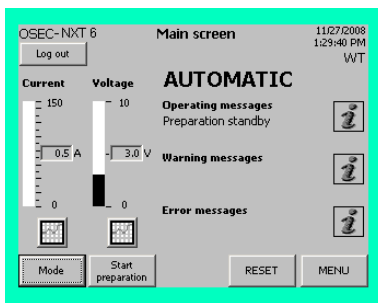 OSEC-NXT 6
Main screen
11/27/2008
1:29:40 PM
Log out
WT
Current
Voltage
AUTOMATIC
150
10
Operating messages
Preparation standby
0.5 A
3.0 V
Warning messages
0
0
Error messages
Mode
Start
preparation
RESET
MENU